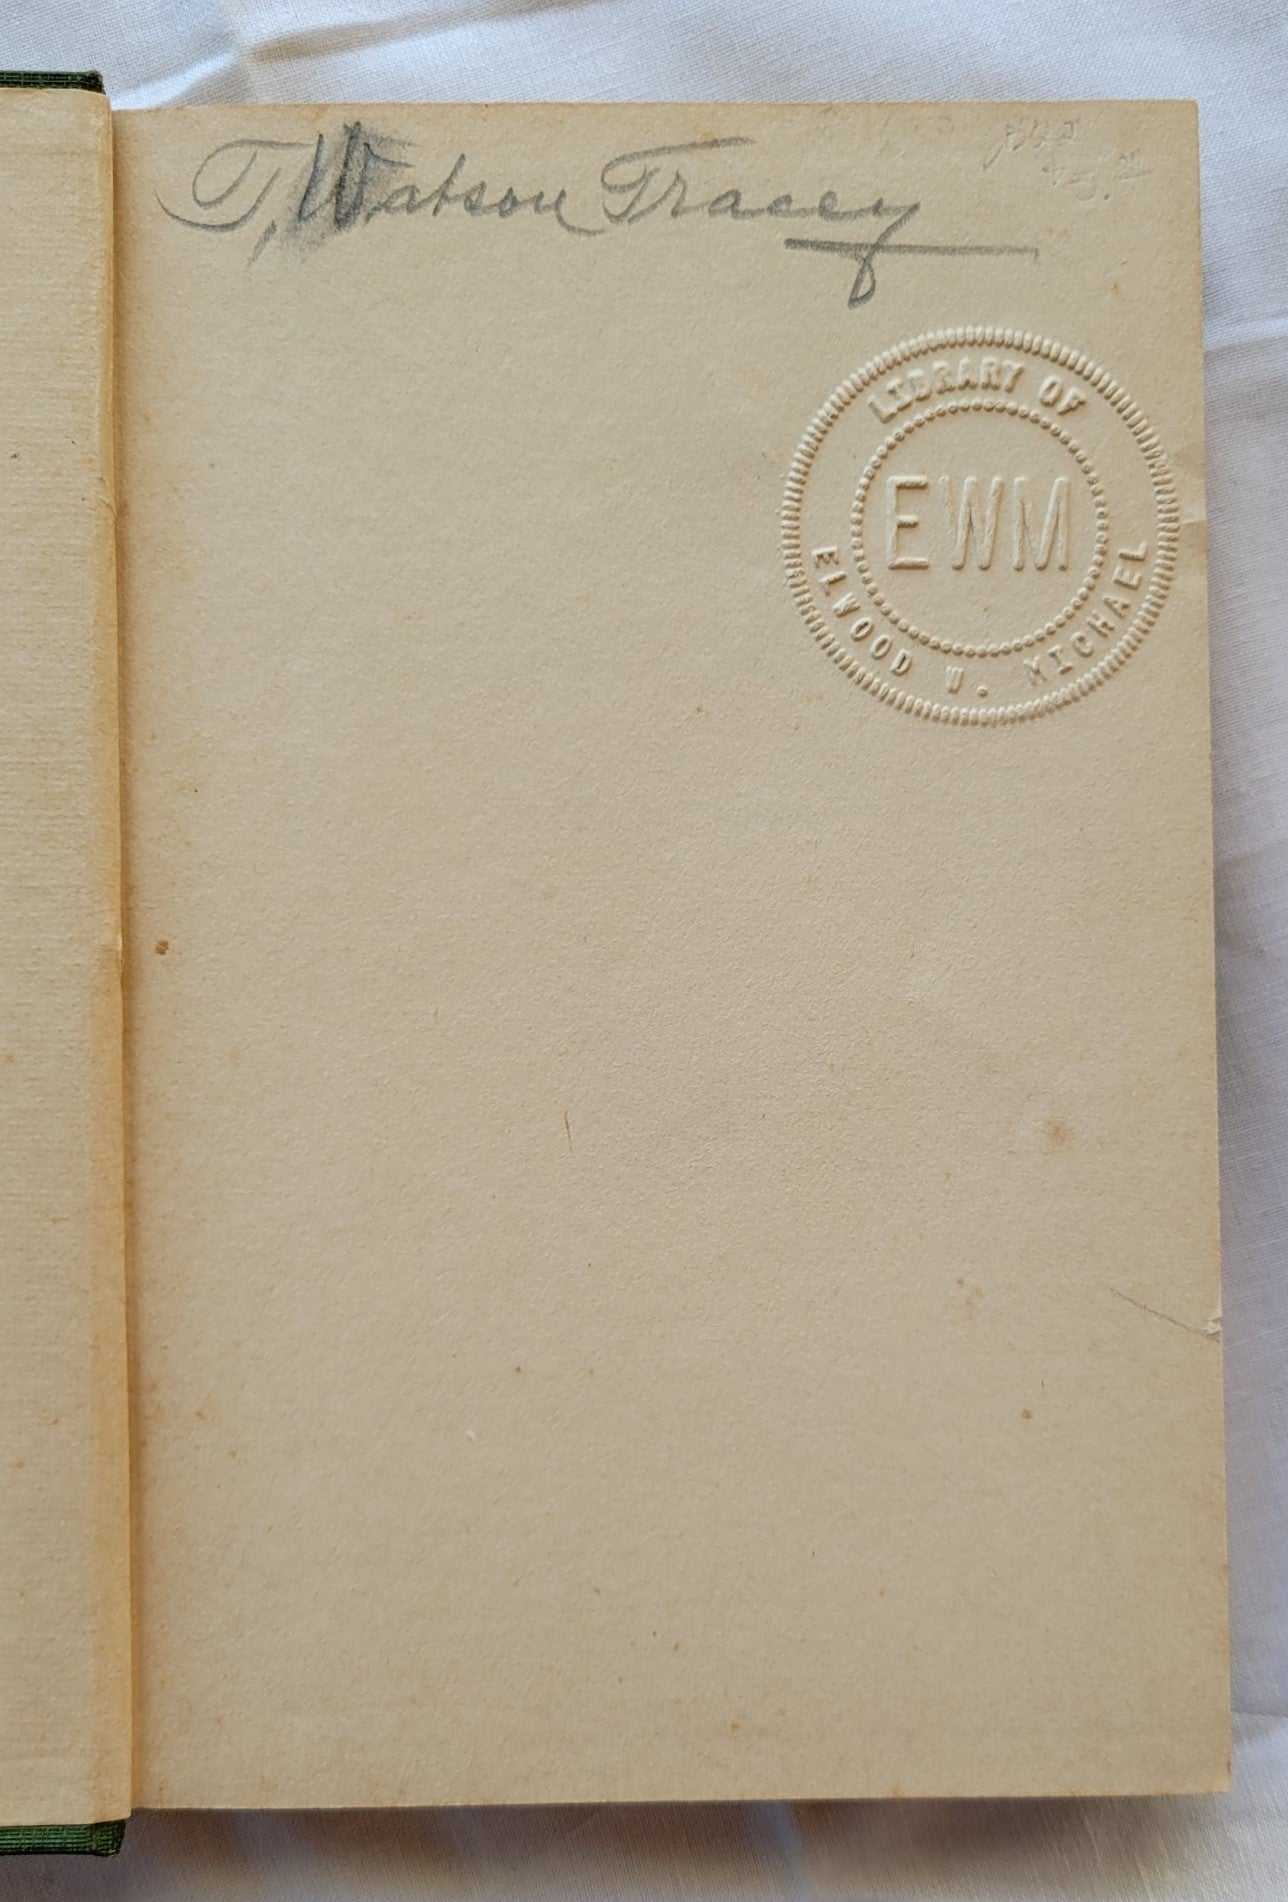 T, Watson Tracey
LIBRARY OF
EWM
ELWOOD W. MICHAEL